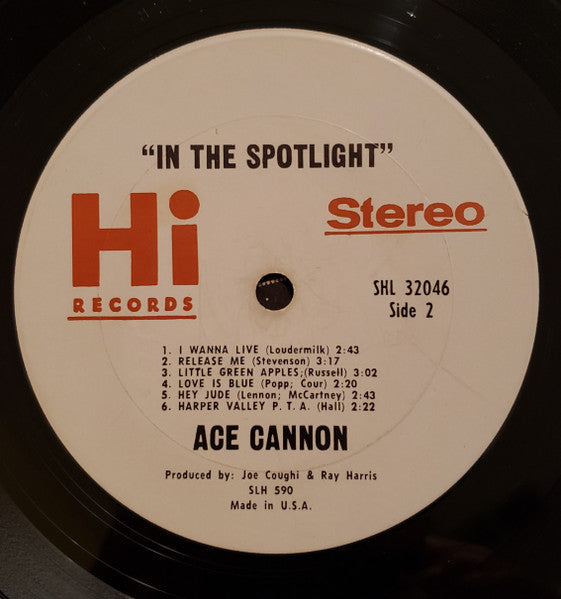 "IN THE SPOTLIGHT"
Hi
RECORDS
Stereo
SHL 32046
Side 2
1. I WANNA LIVE (Loudermilk) 2:43
2. RELEASE ME (Stevenson) 3:17
3. LITTLE GREEN APPLES;(Russell) 3:02
4. LOVE IS BLUE (Popp; Cour) 2:20
5. HEY JUDE (Lennon; McCartney) 2:43
6. HARPER VALLEY P. T. A. (Hall) 2:22
ACE CANNON
Produced by: Joe Coughi & Ray Harris
SLH 590
Made in U.S.A.